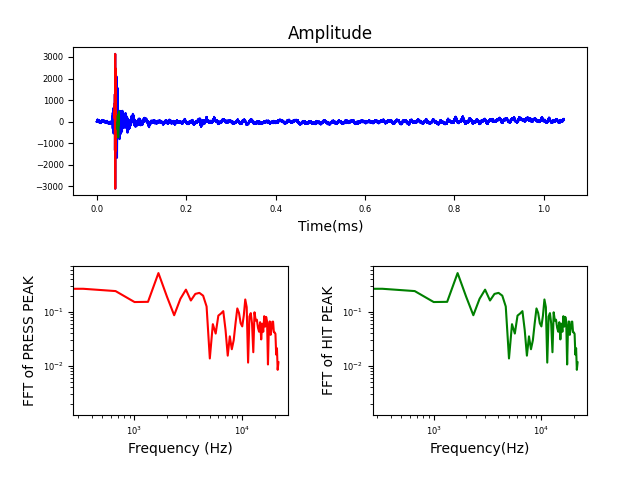 Amplitude
3000
2000
1000
0
−1000
−2000
−3000
0.0 0.2 0.4 0.6 0.8 1.0
Time(ms)
FFT of PRESS PEAK
10⁻¹
10⁻²
10³ 10⁴
Frequency (Hz)
FFT of HIT PEAK
10⁻¹
10⁻²
10³ 10⁴
Frequency(Hz)